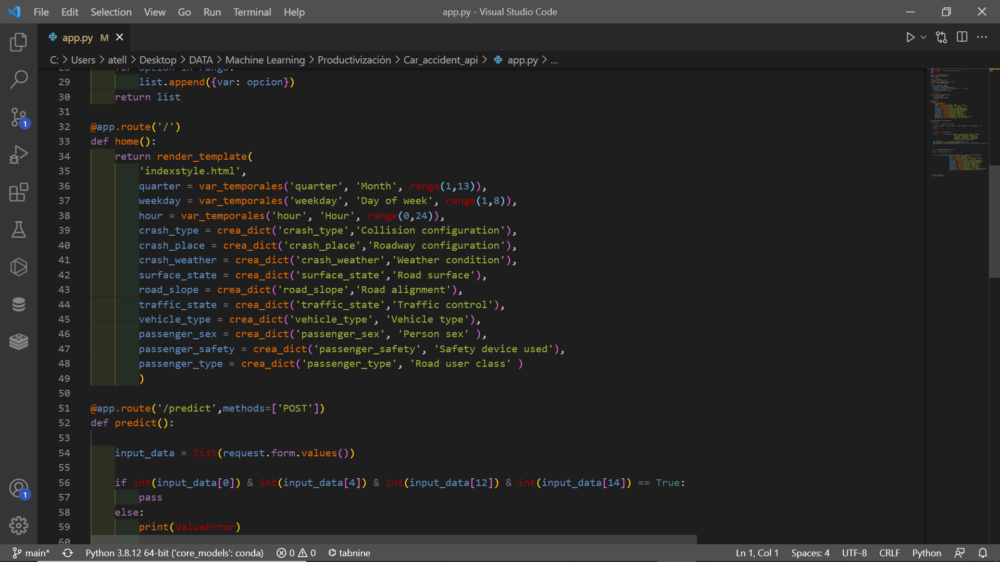 File Edit Selection View Go Run Terminal Help
app.py - Visual Studio Code
app.py M
C: > Users > atell > Desktop > DATA > Machine Learning > Productivización > Car_accident_api > app.py > ...
28 for opcion in rango:
29 list.append({var: opcion})
30 return list
31
32 @app.route('/')
33 def home():
34 return render_template(
35 'indexstyle.html',
36 quarter = var_temporales('quarter', 'Month', range(1,13)),
37 weekday = var_temporales('weekday', 'Day of week', range(1,8)),
38 hour = var_temporales('hour', 'Hour', range(0,24)),
39 crash_type = crea_dict('crash_type','Collision configuration'),
40 crash_place = crea_dict('crash_place','Roadway configuration'),
41 crash_weather = crea_dict('crash_weather','Weather condition'),
42 surface_state = crea_dict('surface_state','Road surface'),
43 road_slope = crea_dict('road_slope','Road alignment'),
44 traffic_state = crea_dict('traffic_state','Traffic control'),
45 vehicle_type = crea_dict('vehicle_type', 'Vehicle type'),
46 passenger_sex = crea_dict('passenger_sex', 'Person sex' ),
47 passenger_safety = crea_dict('passenger_safety', 'Safety device used'),
48 passenger_type = crea_dict('passenger_type', 'Road user class' )
49 )
50
51 @app.route('/predict',methods=['POST'])
52 def predict():
53
54 input_data = list(request.form.values())
55
56 if int(input_data[0]) & int(input_data[4]) & int(input_data[12]) & int(input_data[14]) == True:
57 pass
58 else:
59 print(ValueError)
60
1
1
main* Python 3.8.12 64-bit ('core_models': conda) 0 0 tabnine Ln 1, Col 1 Spaces: 4 UTF-8 CRLF Python